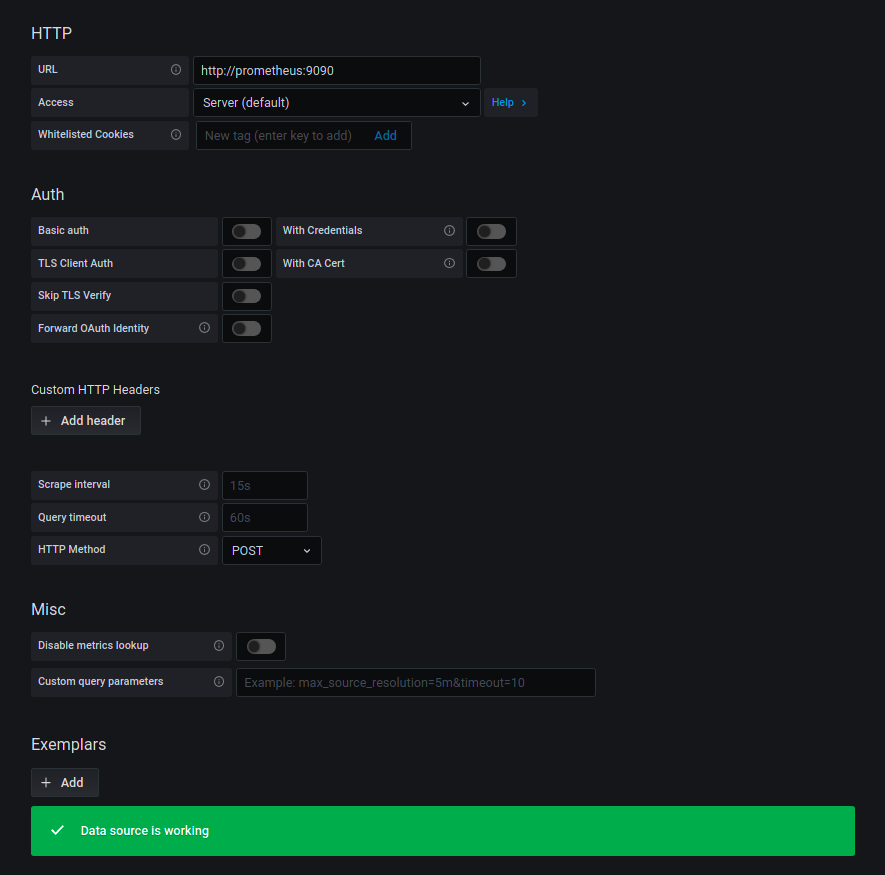 HTTP
URL http://prometheus:9090
Access Server (default) Help
Whitelisted Cookies New tag (enter key to add) Add
Auth
Basic auth With Credentials
TLS Client Auth With CA Cert
Skip TLS Verify
Forward OAuth Identity
Custom HTTP Headers
+ Add header
Scrape interval 15s
Query timeout 60s
HTTP Method POST
Misc
Disable metrics lookup
Custom query parameters Example: max_source_resolution=5m&timeout=10
Exemplars
+ Add
Data source is working